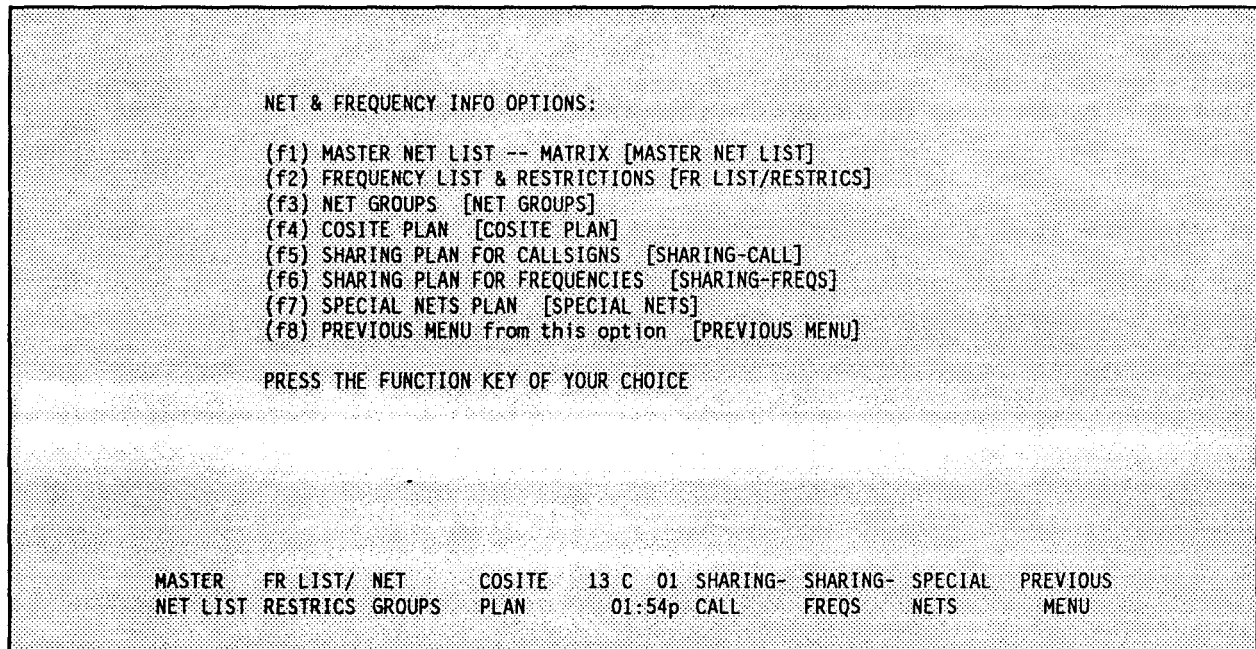 NET & FREQUENCY INFO OPTIONS:
(f1) MASTER NET LIST -- MATRIX [MASTER NET LIST]
(f2) FREQUENCY LIST & RESTRICTIONS [FR LIST/RESTRICS]
(f3) NET GROUPS [NET GROUPS]
(f4) COSITE PLAN [COSITE PLAN]
(f5) SHARING PLAN FOR CALLSIGNS [SHARING-CALL]
(f6) SHARING PLAN FOR FREQUENCIES [SHARING-FREQS]
(f7) SPECIAL NETS PLAN [SPECIAL NETS]
(f8) PREVIOUS MENU from this option [PREVIOUS MENU]
PRESS THE FUNCTION KEY OF YOUR CHOICE
MASTER FR LIST/ NET COSITE 13 C 01 SHARING- SHARING- SPECIAL PREVIOUS
NET LIST RESTRICS GROUPS PLAN 01:54p CALL FREQS NETS MENU